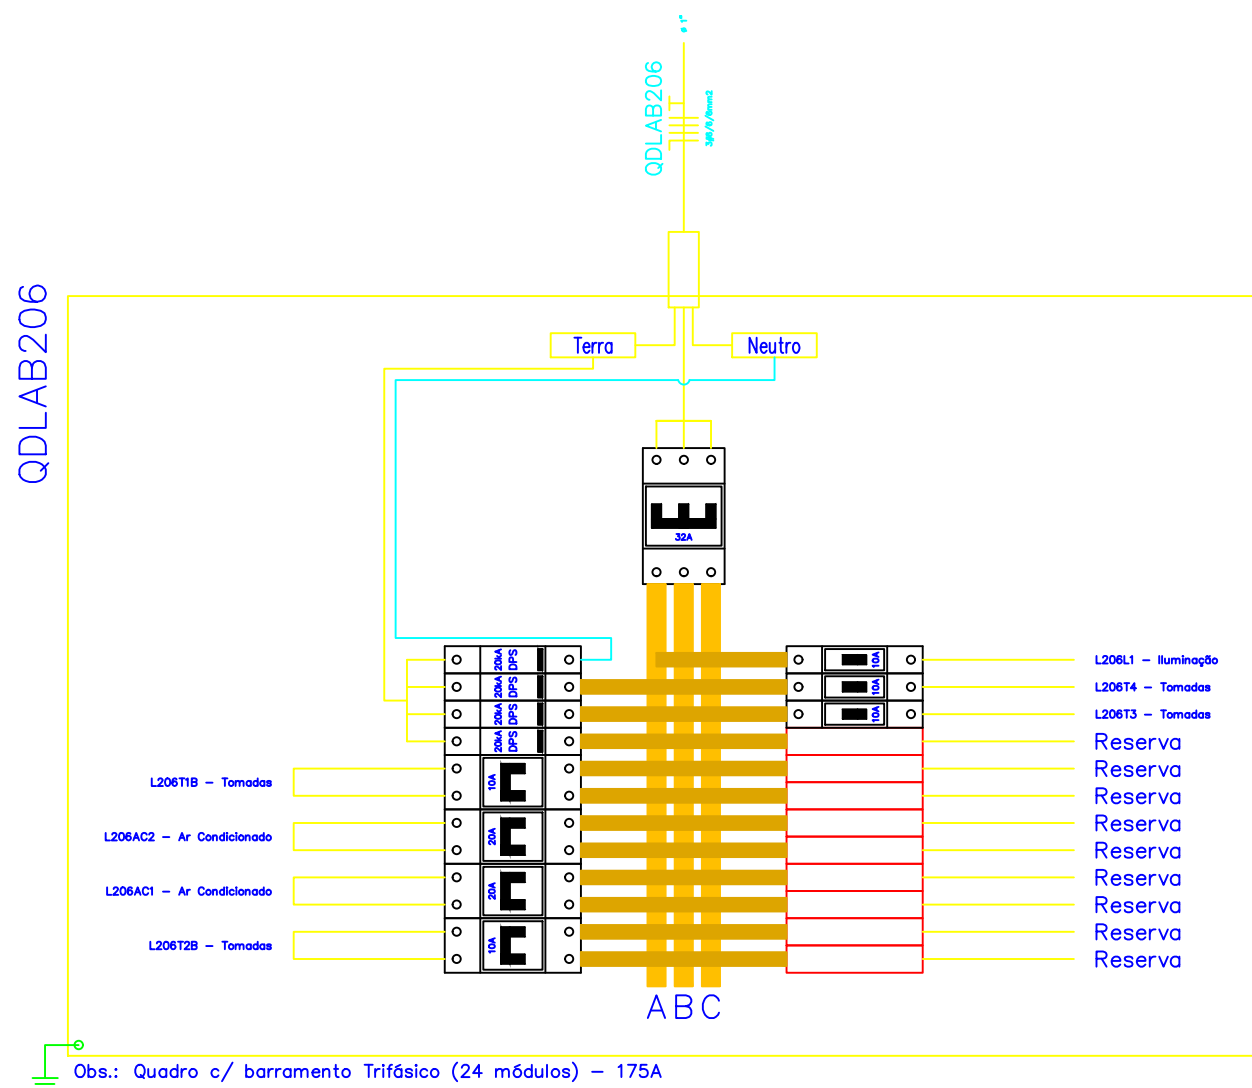 ø 1"
QDLAB206
3#6/6/6mm2
QDLAB206
Terra
Neutro
32A
20kA DPS
20kA DPS
20kA DPS
20kA DPS
10A
20A
20A
10A
10A
10A
10A
L206T1B - Tomadas
L206AC2 - Ar Condicionado
L206AC1 - Ar Condicionado
L206T2B - Tomadas
L206L1 - Iluminação
L206T4 - Tomadas
L206T3 - Tomadas
Reserva
Reserva
Reserva
Reserva
Reserva
Reserva
Reserva
Reserva
Reserva
A B C
Obs.: Quadro c/ barramento Trifásico (24 módulos) - 175A